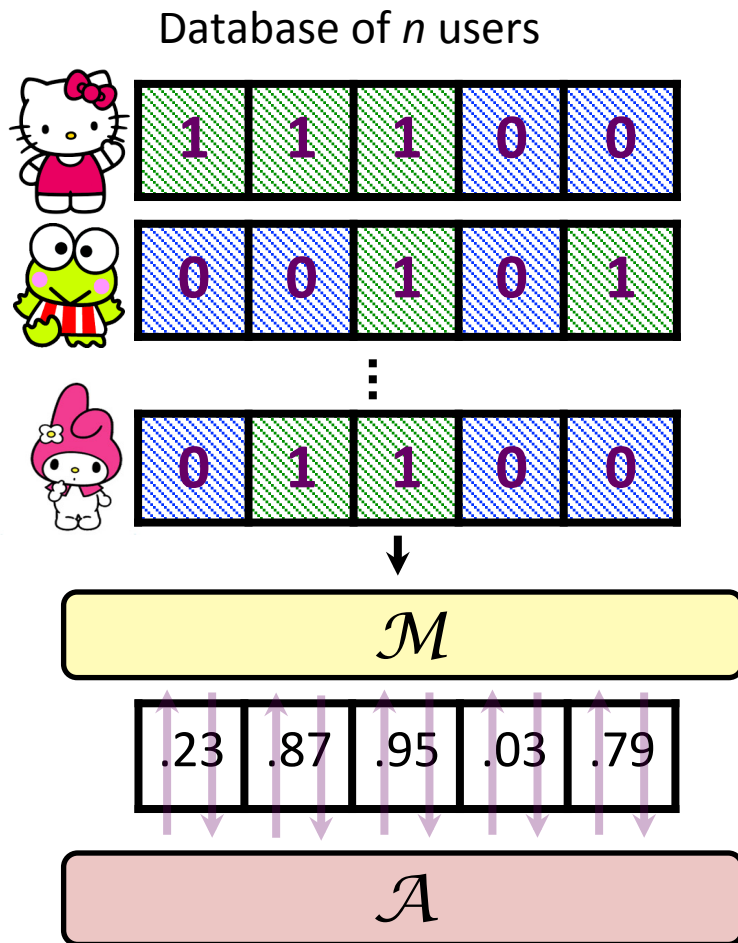 Database of n users
1 1 1 0 0
0 0 1 0 1
⋮
0 1 1 0 0
ℳ
.23 .87 .95 .03 .79
𝒜